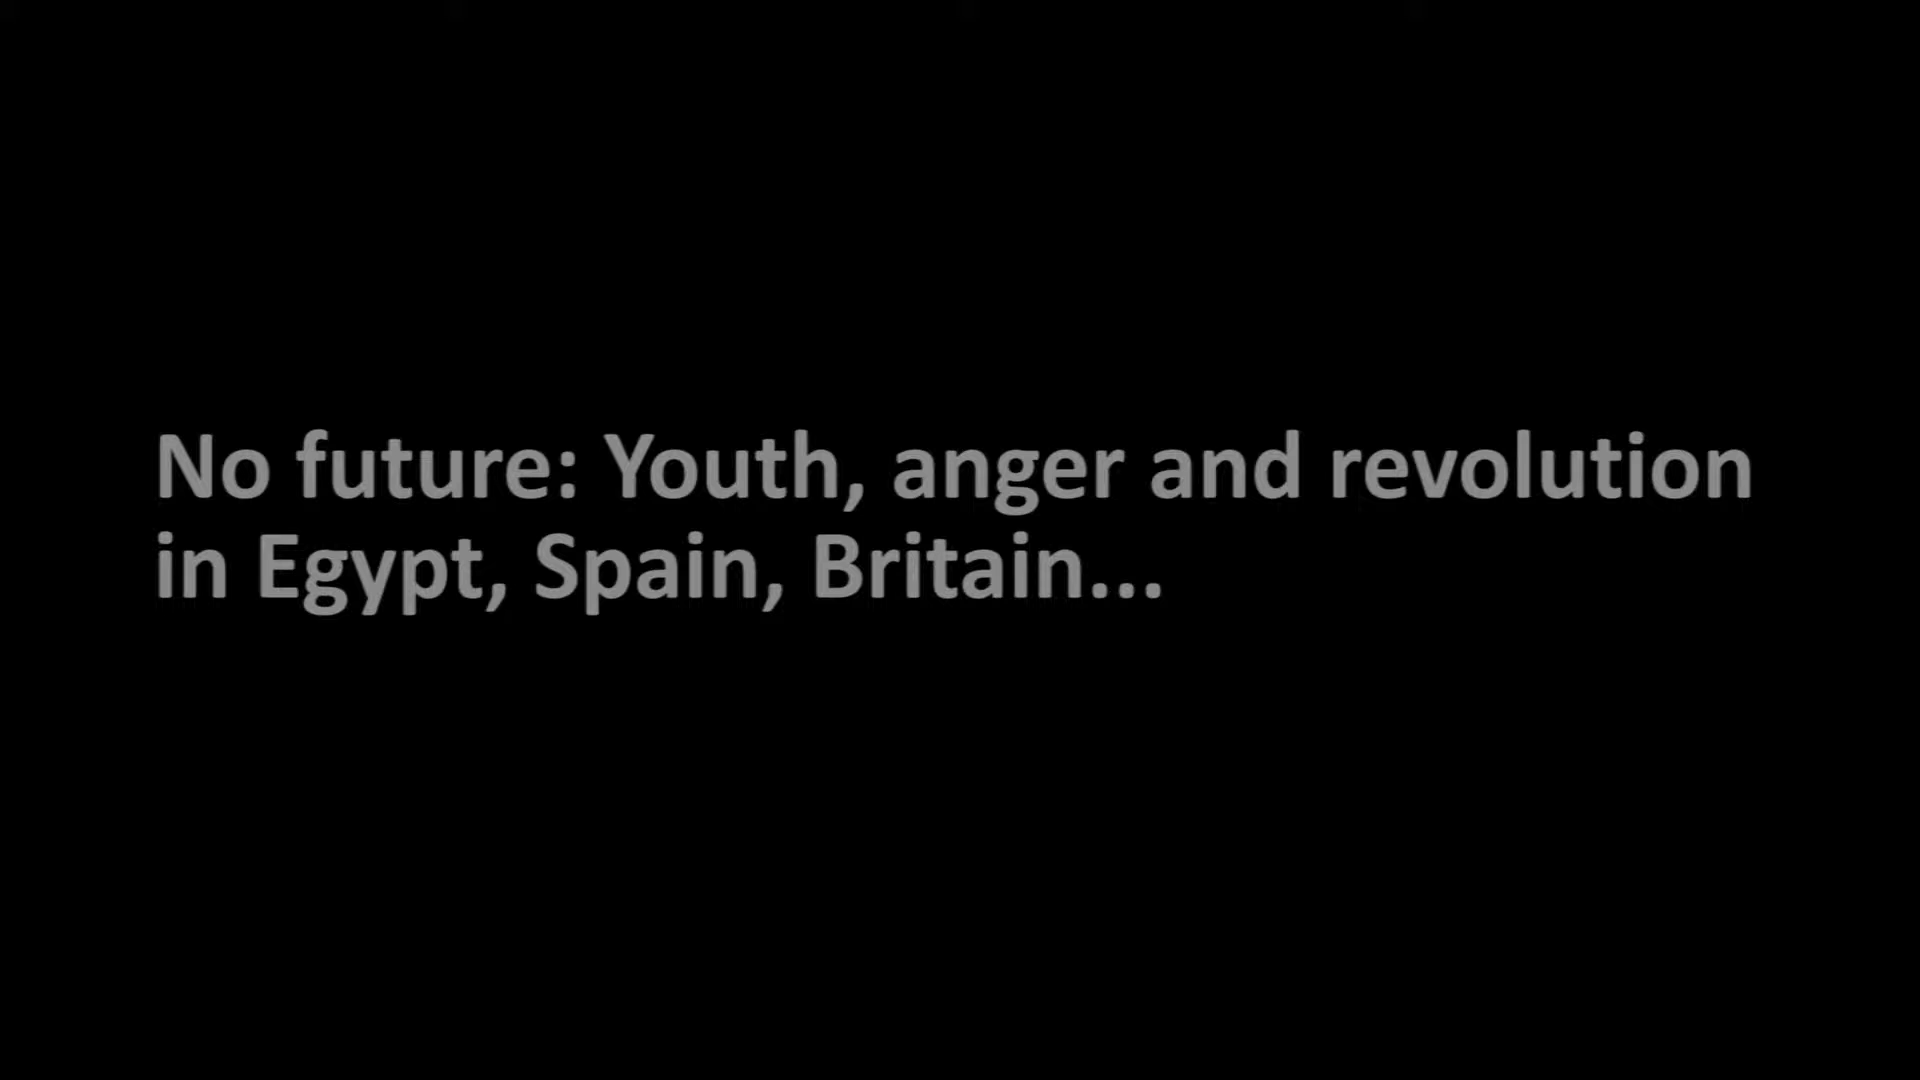 No future: Youth, anger and revolution
in Egypt, Spain, Britain...